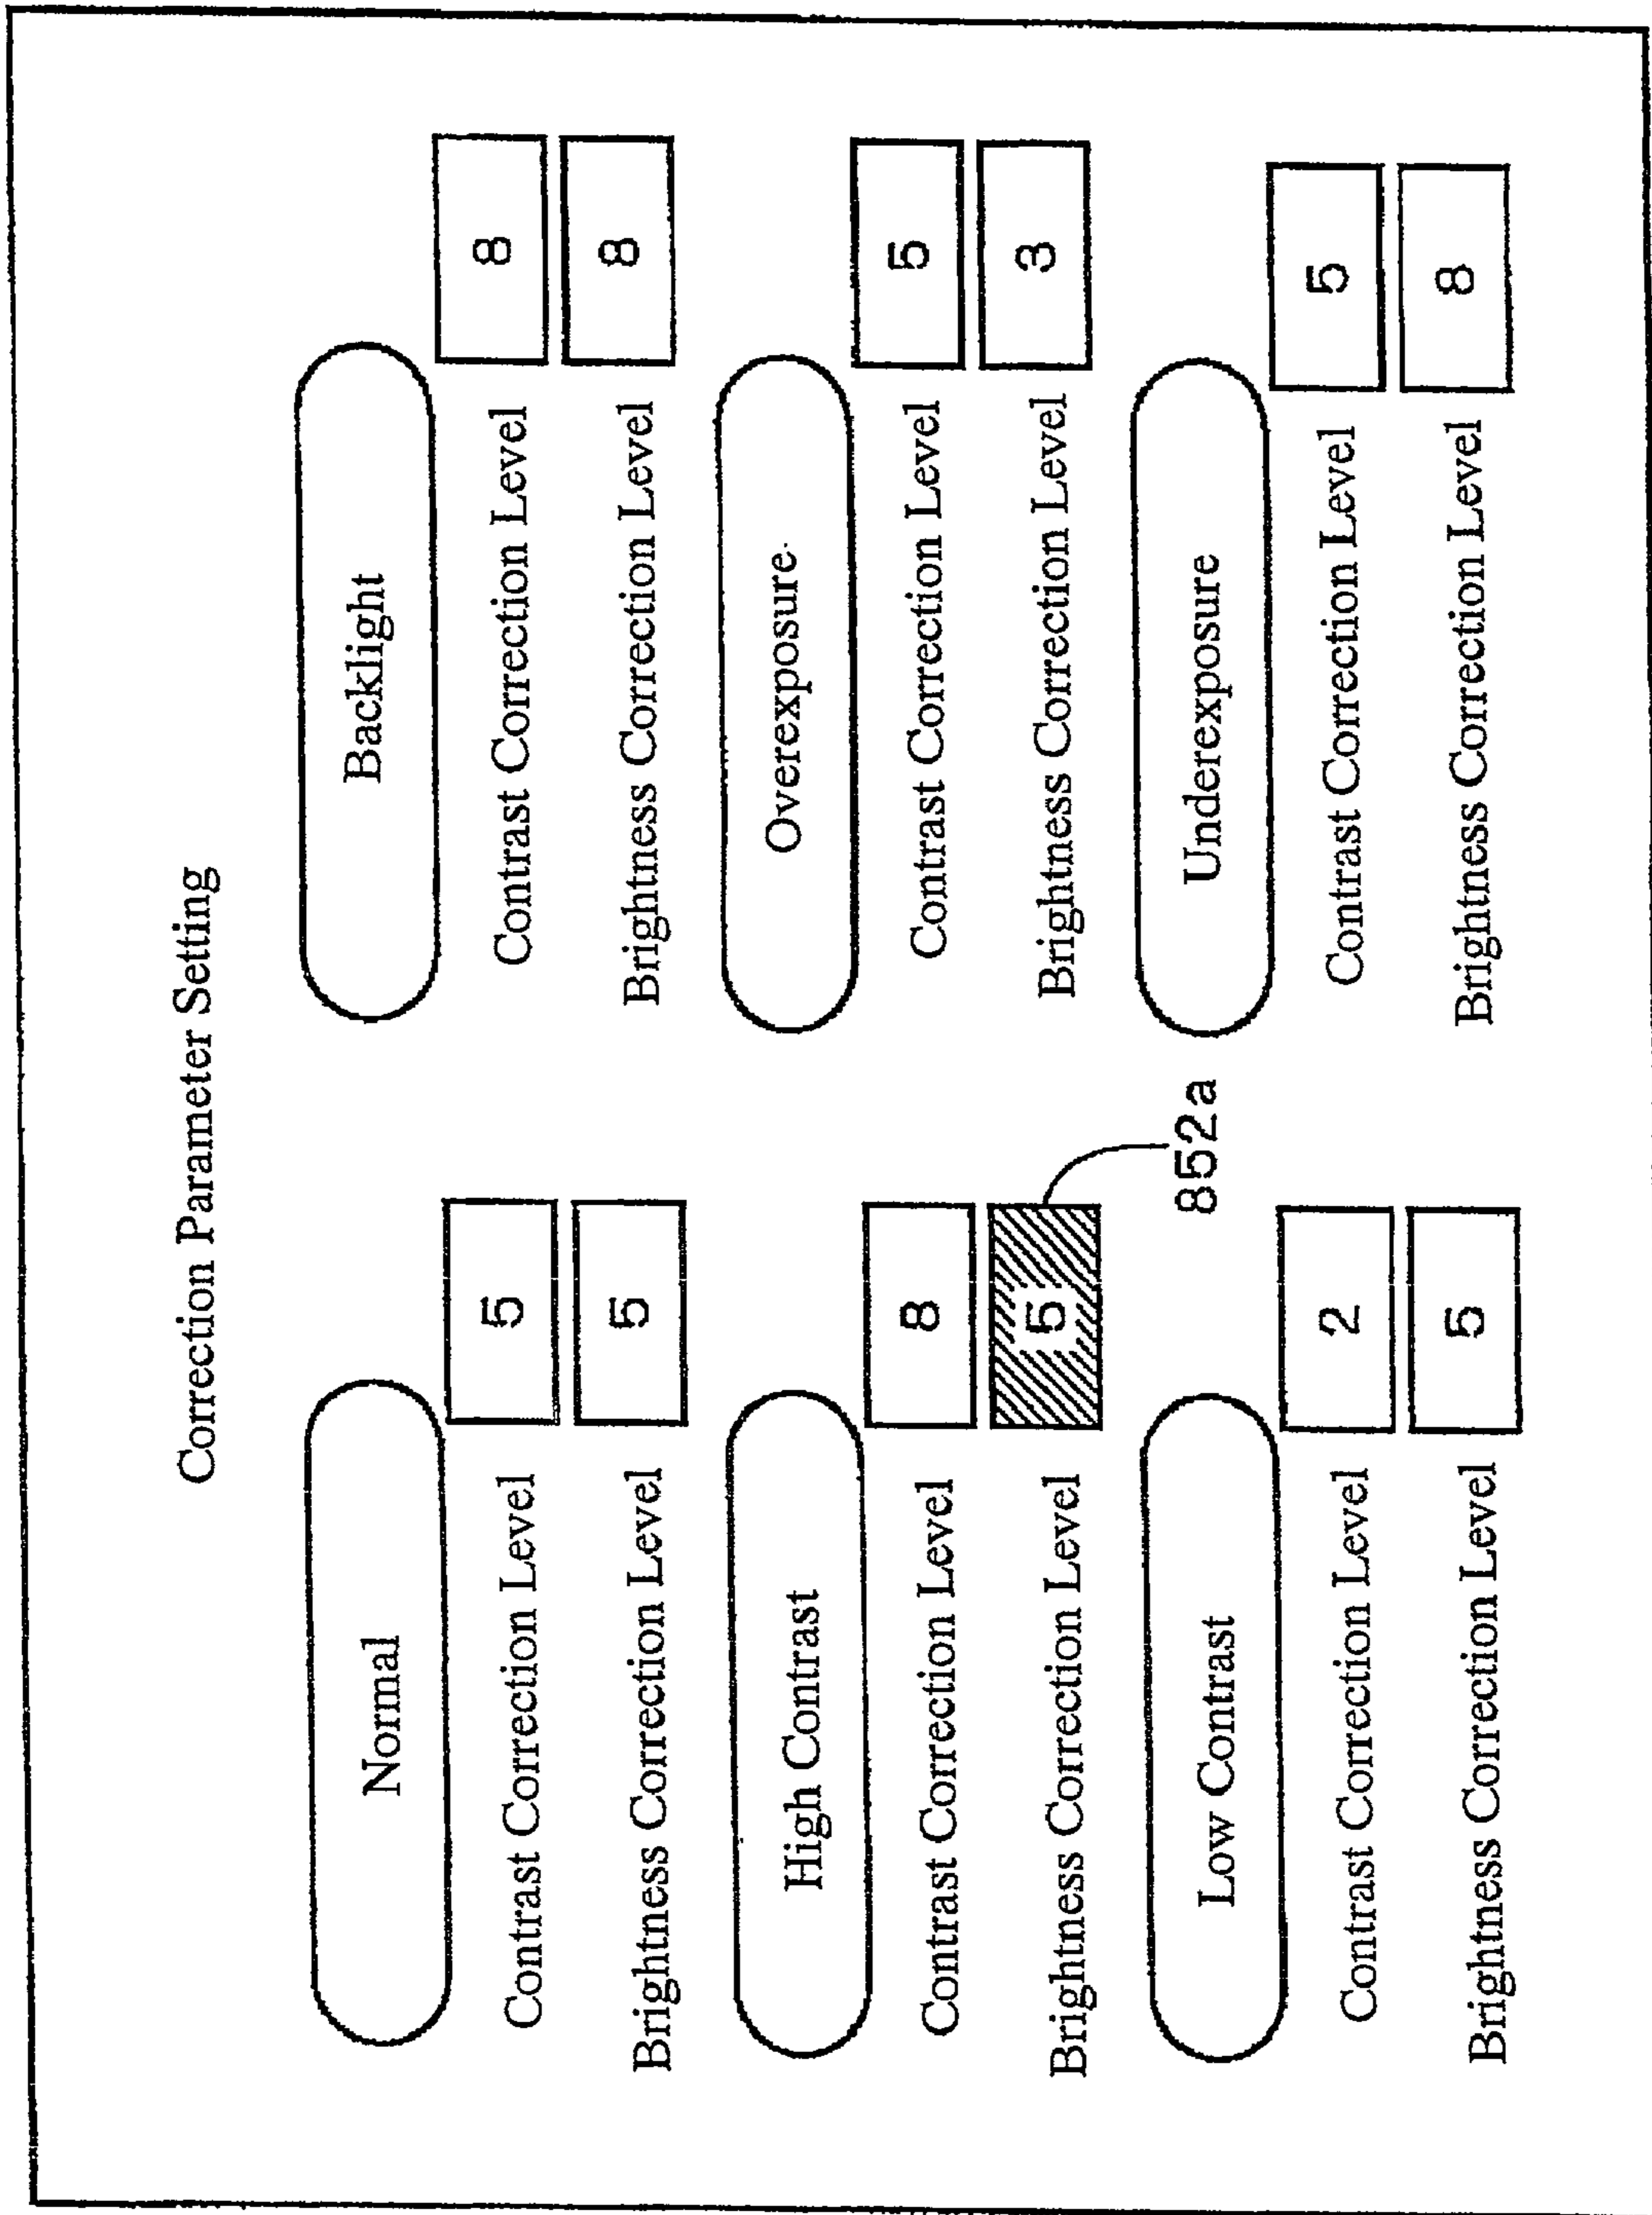 Correction Parameter Setting
Normal
Contrast Correction Level 5
Brightness Correction Level 5
High Contrast
Contrast Correction Level 8
Brightness Correction Level 5
852a
Low Contrast
Contrast Correction Level 2
Brightness Correction Level 5
Backlight
Contrast Correction Level 8
Brightness Correction Level 8
Overexposure
Contrast Correction Level 5
Brightness Correction Level 3
Underexposure
Contrast Correction Level 5
Brightness Correction Level 8